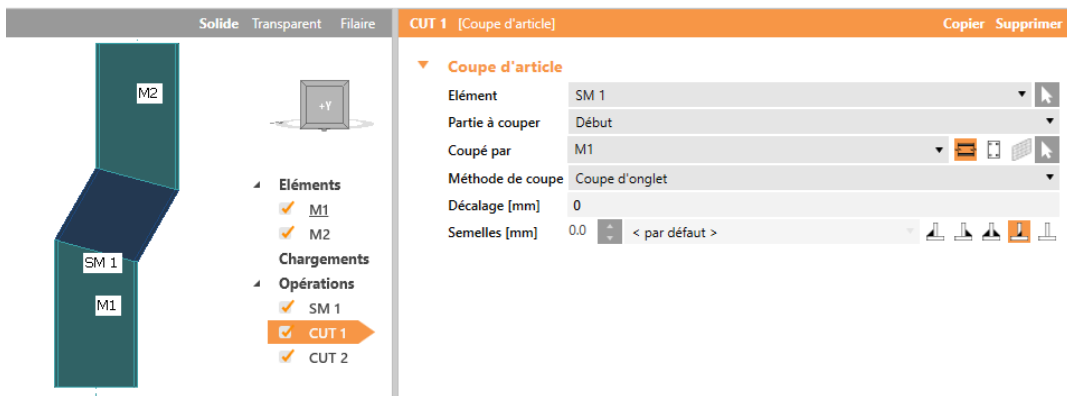 Solide Transparent Filaire
CUT 1 [Coupe d'article] Copier Supprimer
M2
+Y
SM 1
M1
Eléments
M1
M2
Chargements
Opérations
SM 1
CUT 1
CUT 2
Coupe d'article
Elément SM 1
Partie à couper Début
Coupé par M1
Méthode de coupe Coupe d'onglet
Décalage [mm] 0
Semelles [mm] 0.0 < par défaut >